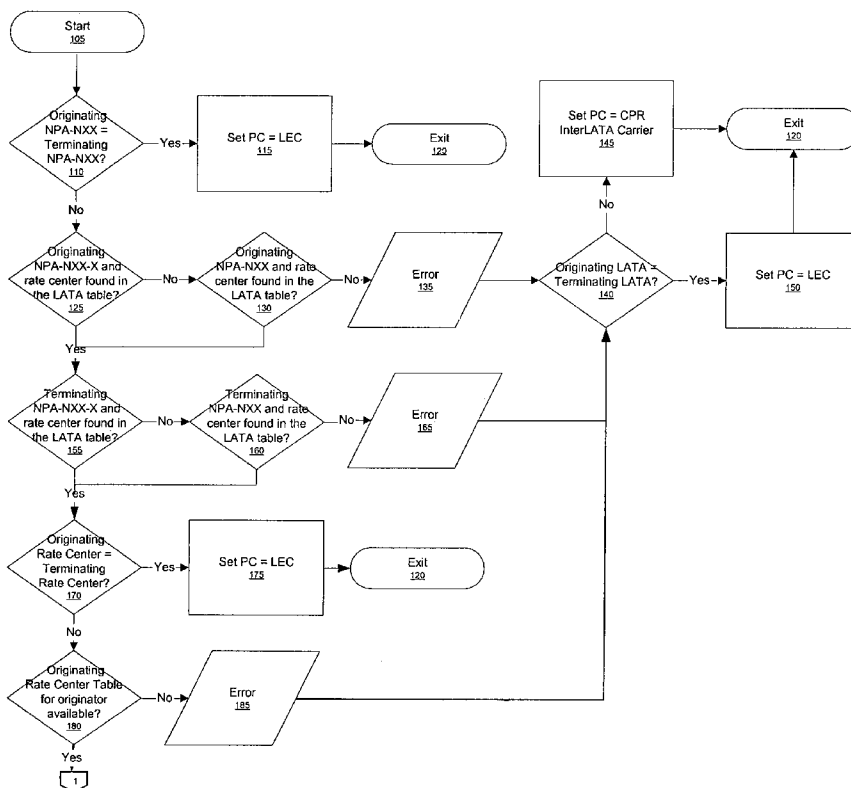 Start
105
Originating
NPA-NXX =
Terminating
NPA-NXX?
110
Yes
Set PC = LEC
115
Exit
120
Set PC = CPR
InterLATA Carrier
145
Exit
120
No
No
Originating
NPA-NXX-X and
rate center found in
the LATA table?
125
No
Originating
NPA-NXX and rate
center found in the
LATA table?
130
No
Error
135
Originating LATA =
Terminating LATA?
140
Yes
Set PC = LEC
150
Yes
Terminating
NPA-NXX-X and
rate center found in
the LATA table?
155
No
Terminating
NPA-NXX and rate
center found in the
LATA table?
160
No
Error
165
Yes
Originating
Rate Center =
Terminating
Rate Center?
170
Yes
Set PC = LEC
175
Exit
120
No
Originating
Rate Center Table
for originator
available?
180
No
Error
185
Yes
1